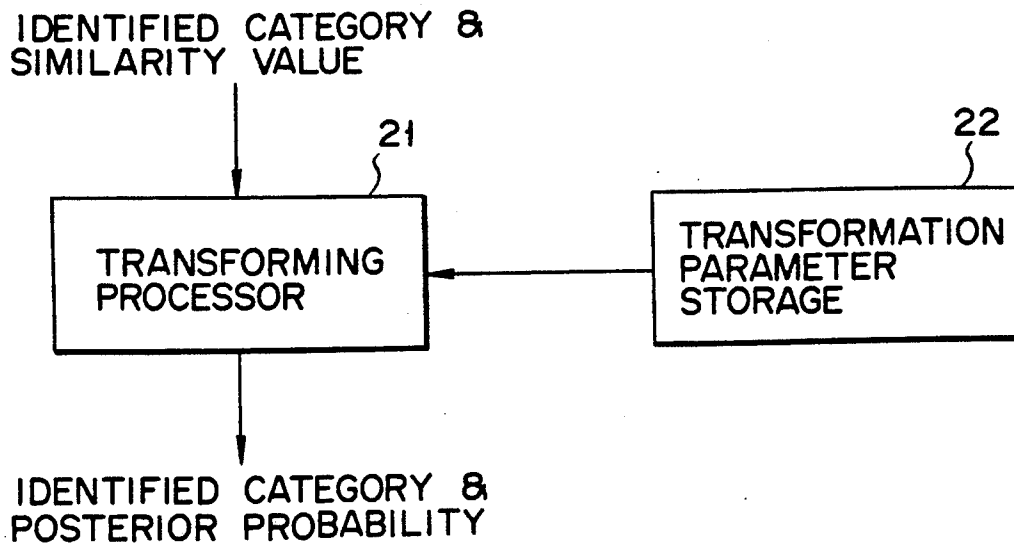 IDENTIFIED CATEGORY &
SIMILARITY VALUE
21
22
TRANSFORMING
PROCESSOR
TRANSFORMATION
PARAMETER
STORAGE
IDENTIFIED CATEGORY &
POSTERIOR PROBABILITY